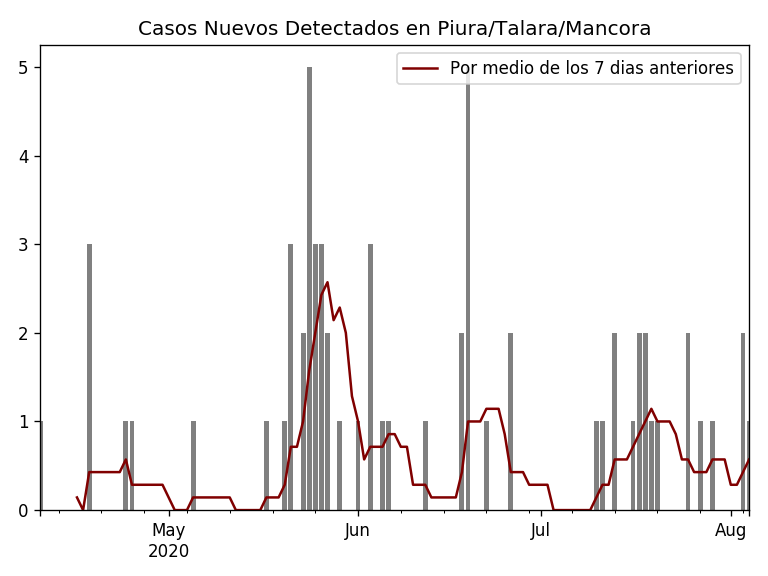 Casos Nuevos Detectados en Piura/Talara/Mancora
Por medio de los 7 dias anteriores
5
4
3
2
1
0
May
2020
Jun
Jul
Aug